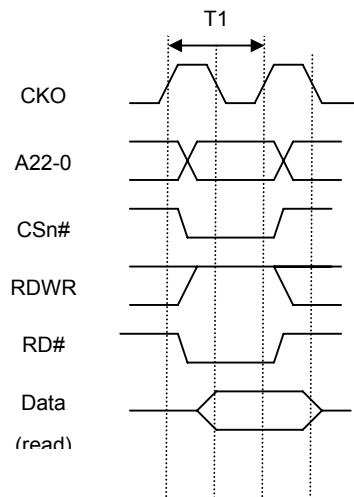 T1
CKO
A22-0
CSn#
RDWR
RD#
Data
(read)